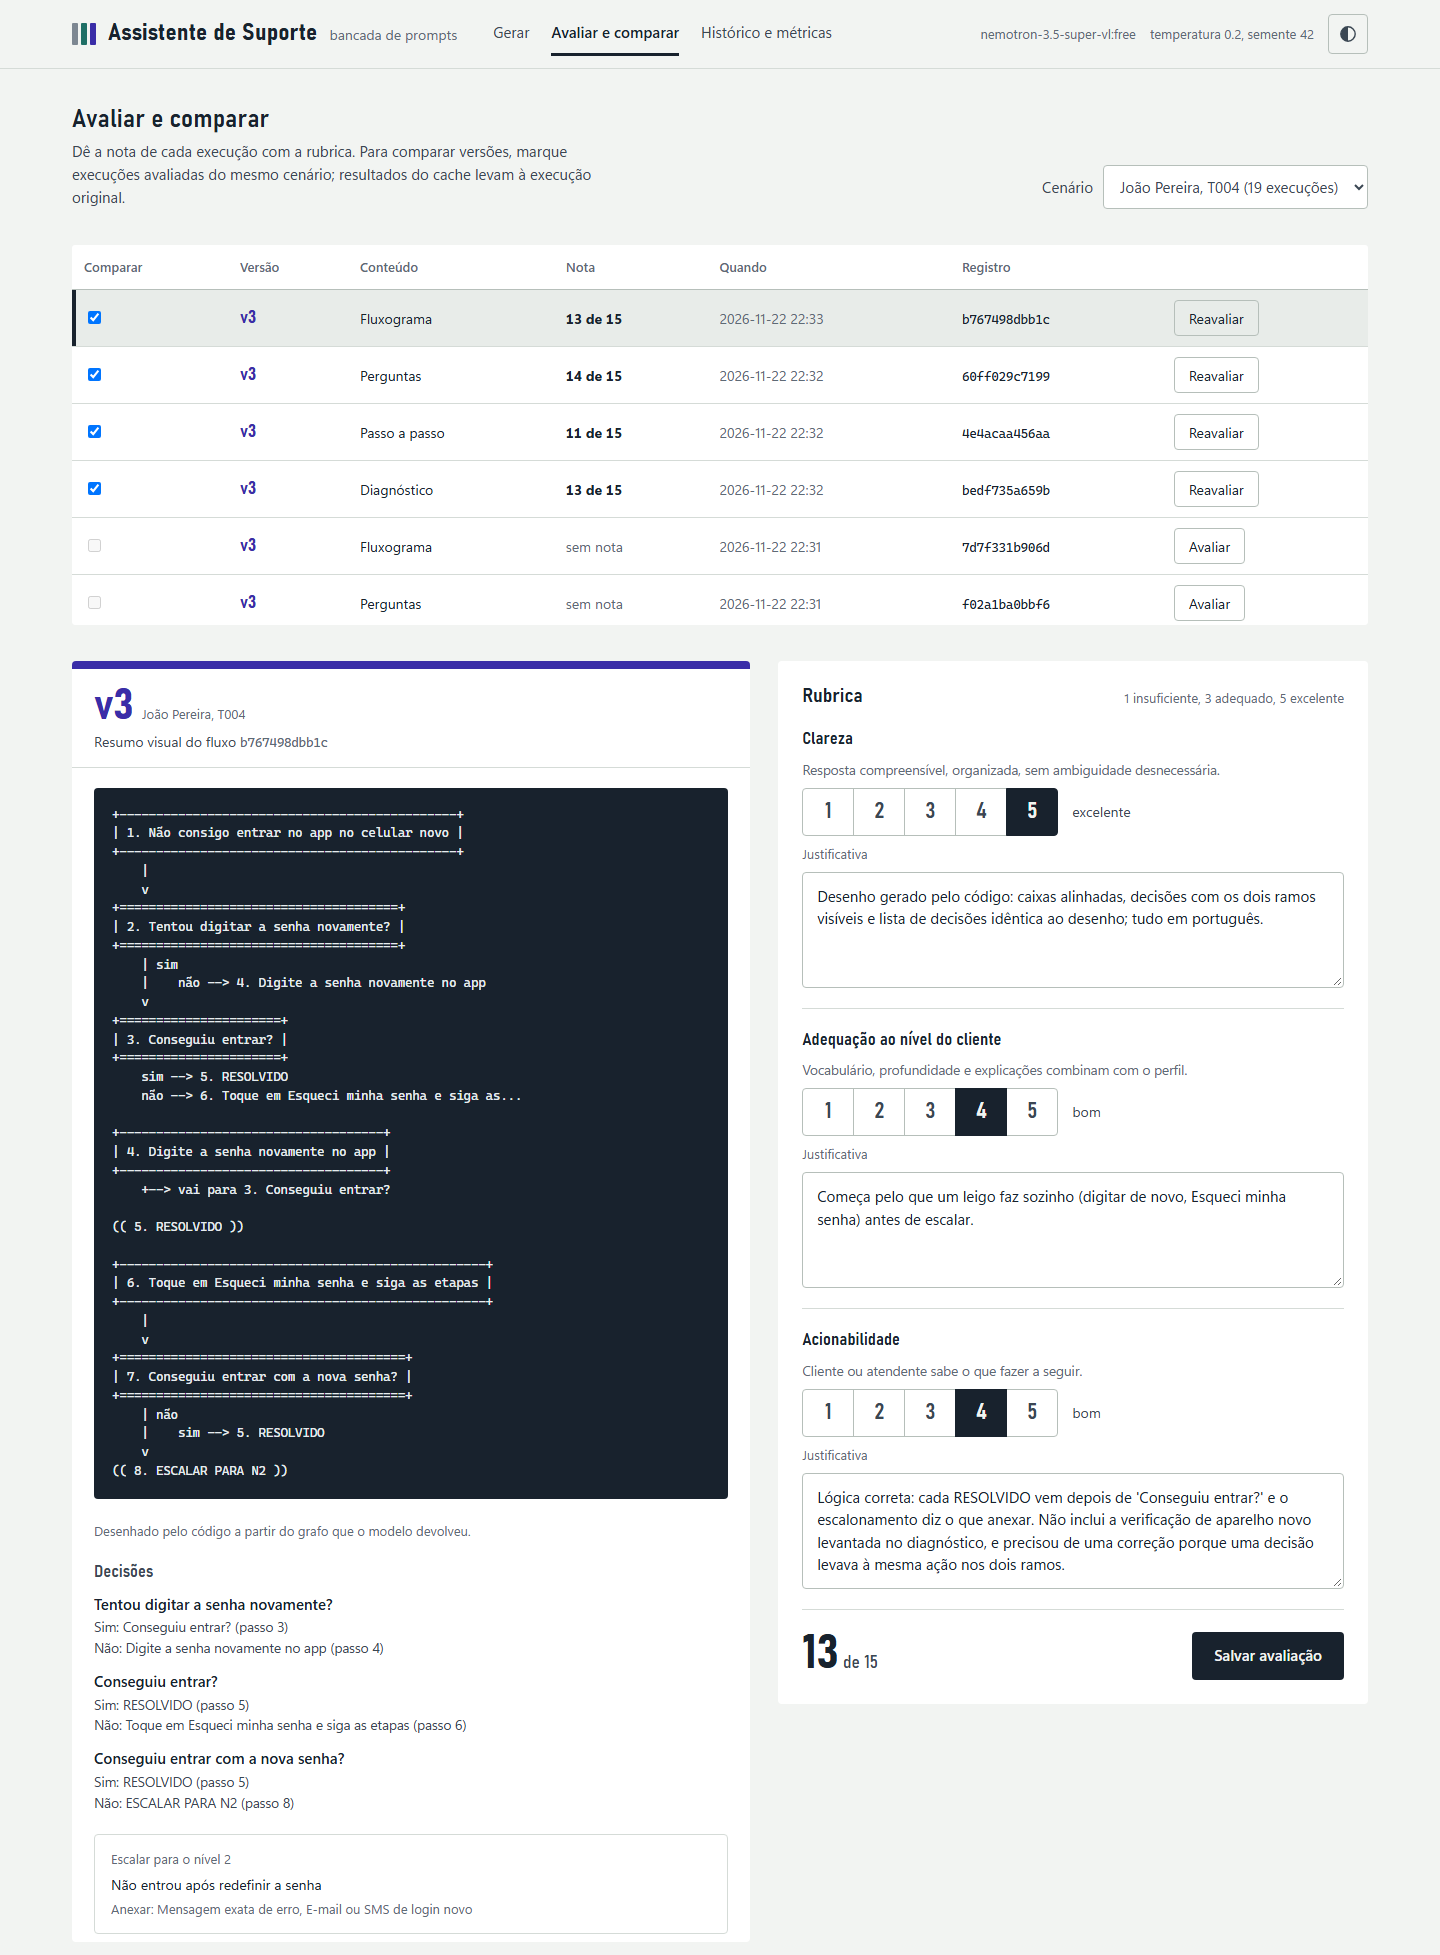 Assistente de Suporte bancada de prompts Gerar Avaliar e comparar Histórico e métricas nemotron-3.5-super-vl:free temperatura 0.2, semente 42
Avaliar e comparar
Dê a nota de cada execução com a rubrica. Para comparar versões, marque
execuções avaliadas do mesmo cenário; resultados do cache levam à execução
original.
Cenário João Pereira, T004 (19 execuções)
Comparar Versão Conteúdo Nota Quando Registro
v3 Fluxograma 13 de 15 2026-11-22 22:33 b767498dbb1c Reavaliar
v3 Perguntas 14 de 15 2026-11-22 22:32 60ff029c7199 Reavaliar
v3 Passo a passo 11 de 15 2026-11-22 22:32 4e4acaa456aa Reavaliar
v3 Diagnóstico 13 de 15 2026-11-22 22:32 bedf735a659b Reavaliar
v3 Fluxograma sem nota 2026-11-22 22:31 7d7f331b906d Avaliar
v3 Perguntas sem nota 2026-11-22 22:31 f02a1ba0bbf6 Avaliar
v3 João Pereira, T004
Resumo visual do fluxo b767498dbb1c
+----------------------------------------------+
| 1. Não consigo entrar no app no celular novo |
+----------------------------------------------+
|
v
+======================================+
| 2. Tentou digitar a senha novamente? |
+======================================+
| sim
| não --> 4. Digite a senha novamente no app
v
+======================+
| 3. Conseguiu entrar? |
+======================+
sim --> 5. RESOLVIDO
não --> 6. Toque em Esqueci minha senha e siga as...
+------------------------------------+
| 4. Digite a senha novamente no app |
+------------------------------------+
+--> vai para 3. Conseguiu entrar?
(( 5. RESOLVIDO ))
+--------------------------------------------------+
| 6. Toque em Esqueci minha senha e siga as etapas |
+--------------------------------------------------+
|
v
+=======================================+
| 7. Conseguiu entrar com a nova senha? |
+=======================================+
| não
| sim --> 5. RESOLVIDO
v
(( 8. ESCALAR PARA N2 ))
Desenhado pelo código a partir do grafo que o modelo devolveu.
Decisões
Tentou digitar a senha novamente?
Sim: Conseguiu entrar? (passo 3)
Não: Digite a senha novamente no app (passo 4)
Conseguiu entrar?
Sim: RESOLVIDO (passo 5)
Não: Toque em Esqueci minha senha e siga as etapas (passo 6)
Conseguiu entrar com a nova senha?
Sim: RESOLVIDO (passo 5)
Não: ESCALAR PARA N2 (passo 8)
Escalar para o nível 2
Não entrou após redefinir a senha
Anexar: Mensagem exata de erro, E-mail ou SMS de login novo
Rubrica 1 insuficiente, 3 adequado, 5 excelente
Clareza
Resposta compreensível, organizada, sem ambiguidade desnecessária.
1 2 3 4 5 excelente
Justificativa
Desenho gerado pelo código: caixas alinhadas, decisões com os dois ramos
visíveis e lista de decisões idêntica ao desenho; tudo em português.
Adequação ao nível do cliente
Vocabulário, profundidade e explicações combinam com o perfil.
1 2 3 4 5 bom
Justificativa
Começa pelo que um leigo faz sozinho (digitar de novo, Esqueci minha
senha) antes de escalar.
Acionabilidade
Cliente ou atendente sabe o que fazer a seguir.
1 2 3 4 5 bom
Justificativa
Lógica correta: cada RESOLVIDO vem depois de 'Conseguiu entrar?' e o
escalonamento diz o que anexar. Não inclui a verificação de aparelho novo
levantada no diagnóstico, e precisou de uma correção porque uma decisão
levava à mesma ação nos dois ramos.
13 de 15 Salvar avaliação